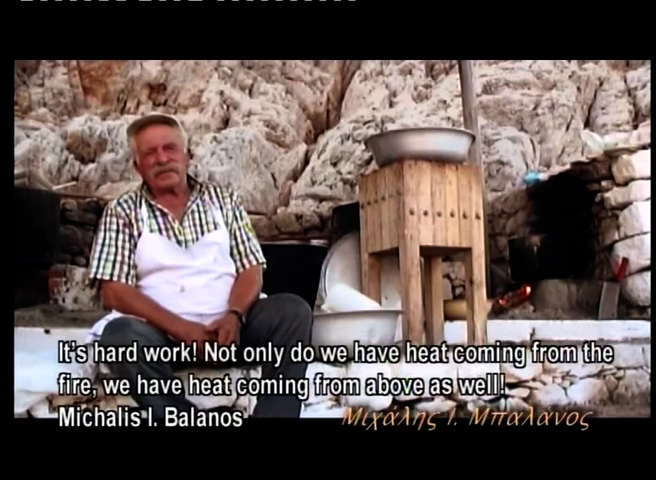 It's hard work! Not only do we have heat coming from the
fire, we have heat coming from above as well!
Michalis I. Balanos
Μιχάλης Ι. Μπαλάνος